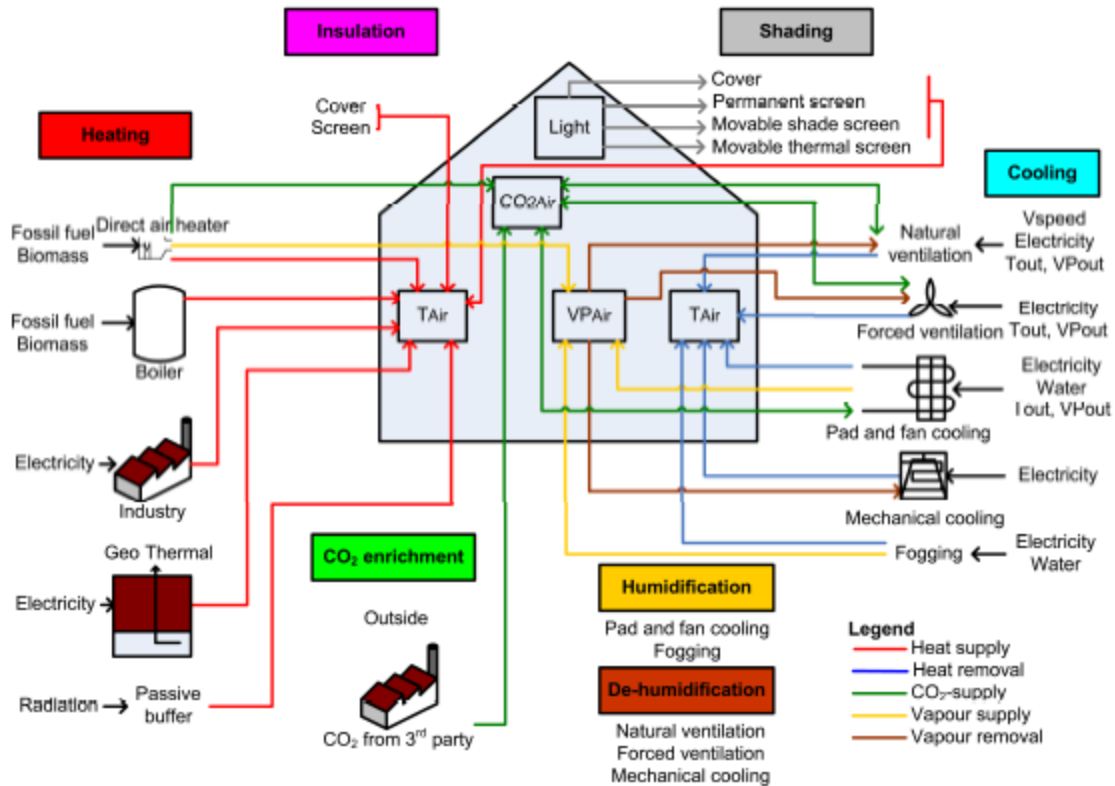 Insulation
Shading
Heating
Cover
Screen
Light
Cover
Permanent screen
Movable shade screen
Movable thermal screen
Cooling
CO2Air
Direct air heater
Fossil fuel
Biomass
Natural
ventilation
Vspeed
Electricity
Tout, VPout
TAir
VPAir
TAir
Fossil fuel
Biomass
Boiler
Forced ventilation
Electricity
Tout, VPout
Electricity
Water
Tout, VPout
Pad and fan cooling
Electricity
Industry
Electricity
Mechanical cooling
Geo Thermal
CO₂ enrichment
Fogging
Electricity
Water
Electricity
Humidification
Outside
Pad and fan cooling
Fogging
Legend
Heat supply
Heat removal
CO₂-supply
Vapour supply
Vapour removal
Radiation
Passive
buffer
De-humidification
CO₂ from 3rd party
Natural ventilation
Forced ventilation
Mechanical cooling